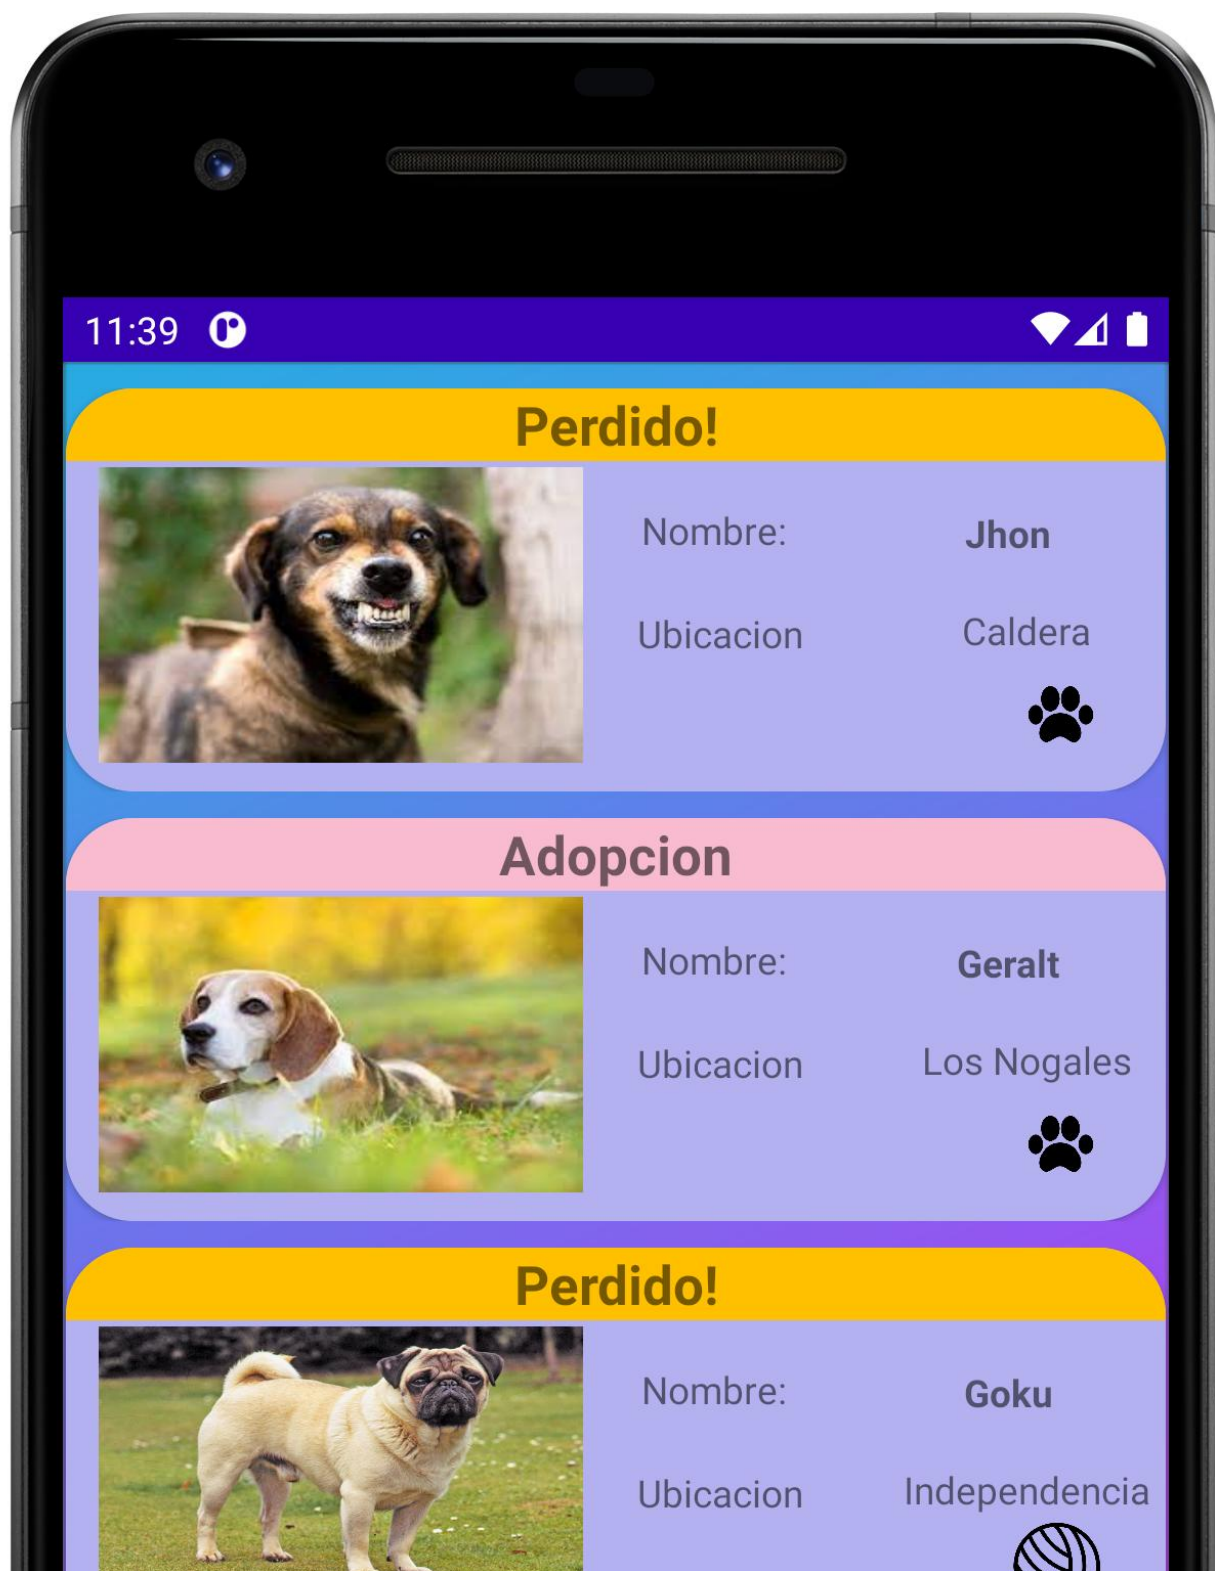 11:39
Perdido!
Nombre: Jhon
Ubicacion Caldera
Adopcion
Nombre: Geralt
Ubicacion Los Nogales
Perdido!
Nombre: Goku
Ubicacion Independencia